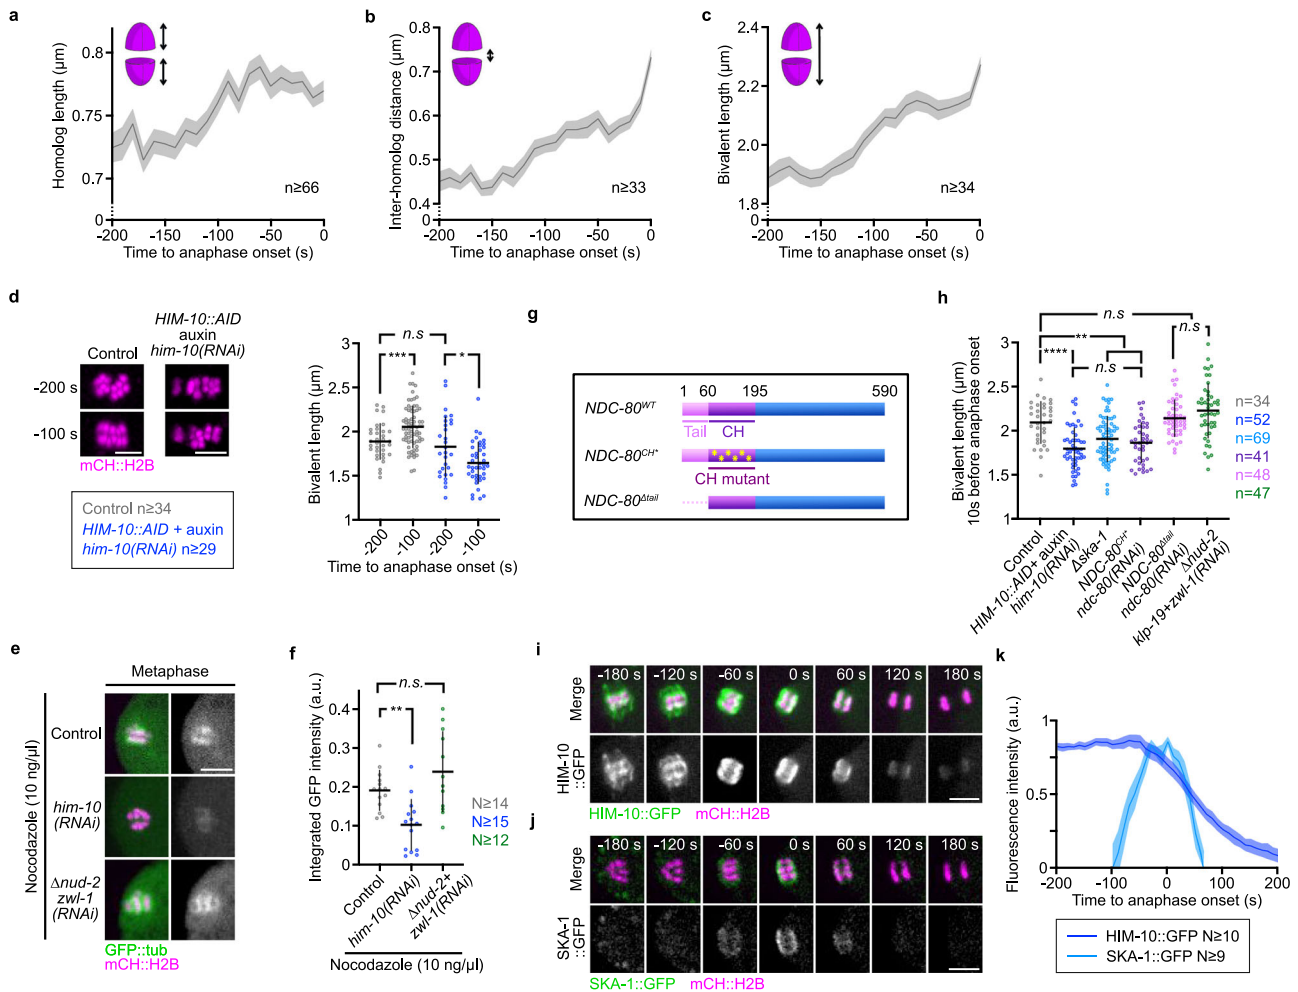 a
Homolog length (µm)
0.8
0.75
0.7
0
-200 -150 -100 -50 0
Time to anaphase onset (s)
n≥66
b
Inter-homolog distance (µm)
0.8
0.7
0.6
0.5
0.4
0
-200 -150 -100 -50 0
Time to anaphase onset (s)
n≥33
c
Bivalent length (µm)
2.4
2.2
2.0
1.8
0
-200 -150 -100 -50 0
Time to anaphase onset (s)
n≥34
d
Control
HIM-10::AID
auxin
him-10(RNAi)
-200 s
-100 s
mCH::H2B
Control n≥34
HIM-10::AID + auxin
him-10(RNAi) n≥29
Bivalent length (µm)
3
2.5
2
1.5
1
n.s
***
*
-200 -100 -200 -100
Time to anaphase onset (s)
g
1 60 195 590
NDC-80WT
Tail CH
NDC-80CH*
CH mutant
NDC-80Δtail
h
Bivalent length (µm)
10s before anaphase onset
3
2.5
2
1.5
1
n.s
**
n.s
****
n.s
n.s
n=34
n=52
n=69
n=41
n=48
n=47
Control
HIM-10::AID+ auxin
him-10(RNAi)
Δska-1
NDC-80CH*
ndc-80(RNAi)
NDC-80Δtail
ndc-80(RNAi)
Δnud-2
klp-19+zwl-1(RNAi)
e
Metaphase
Nocodazole (10 ng/µl)
Control
him-10
(RNAi)
Δnud-2
zwl-1
(RNAi)
GFP::tub
mCH::H2B
f
Integrated GFP intensity (a.u.)
0.4
0.3
0.2
0.1
0
n.s.
**
N≥14
N≥15
N≥12
Control
him-10(RNAi)
Δnud-2+
zwl-1(RNAi)
Nocodazole (10 ng/µl)
i
-180 s -120 s -60 s 0 s 60 s 120 s 180 s
Merge
HIM-10
::GFP
HIM-10::GFP mCH::H2B
j
-180 s -120 s -60 s 0 s 60 s 120 s 180 s
Merge
SKA-1
::GFP
SKA-1::GFP mCH::H2B
k
Fluorescence intensity (a.u.)
1
0.5
0
-200 -100 0 100 200
Time to anaphase onset (s)
HIM-10::GFP N≥10
SKA-1::GFP N≥9